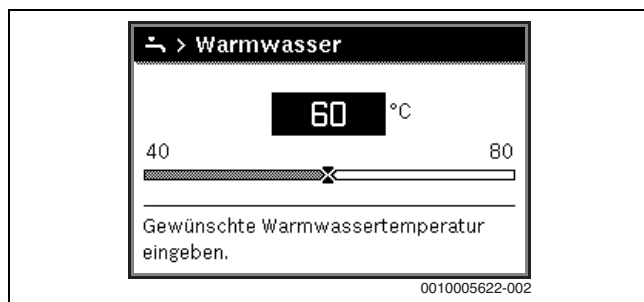 > Warmwasser
60 °C
40 80
Gewünschte Warmwassertemperatur
eingeben.
0010005622-002